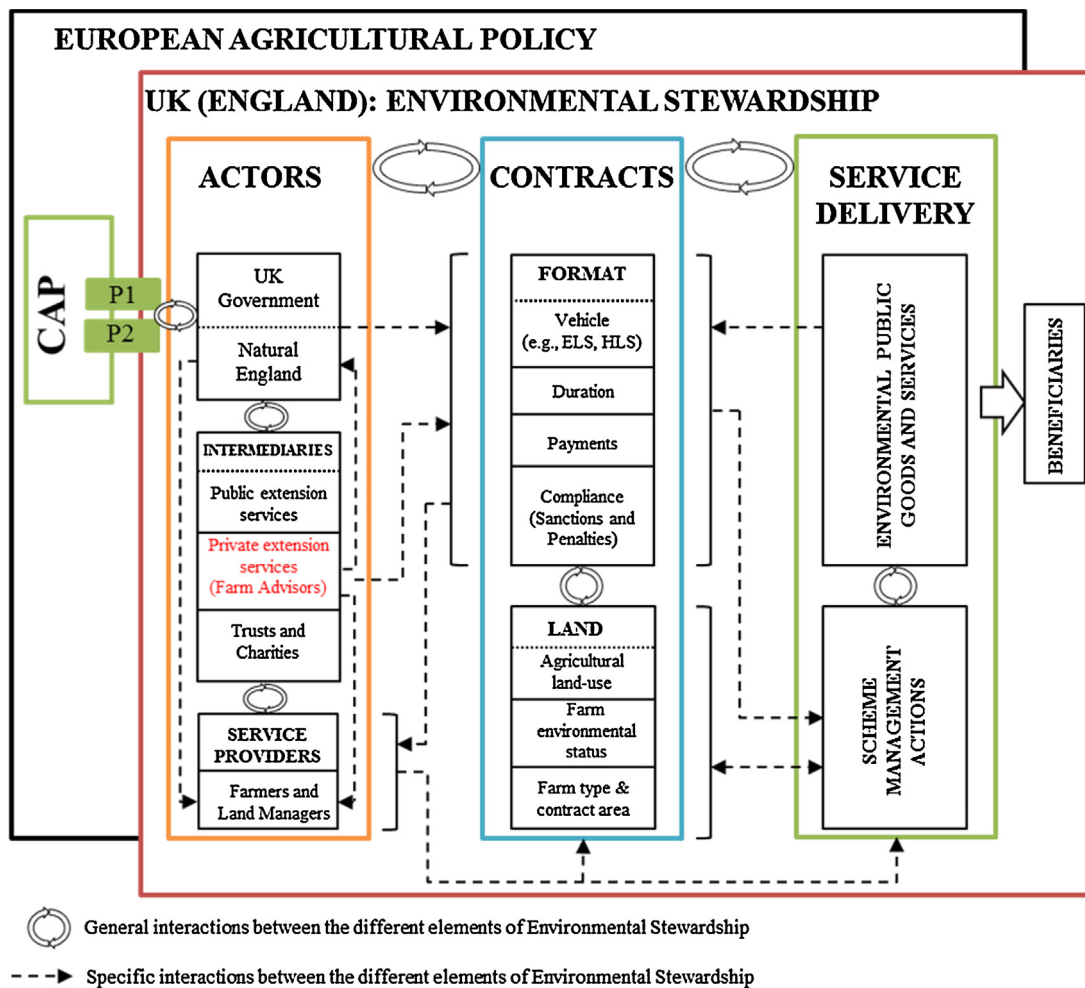 EUROPEAN AGRICULTURAL POLICY
UK (ENGLAND): ENVIRONMENTAL STEWARDSHIP
CAP
P1
P2
ACTORS
UK
Government
Natural
England
INTERMEDIARIES
Public extension
services
Private extension
services
(Farm Advisors)
Trusts and
Charities
SERVICE
PROVIDERS
Farmers and
Land Managers
CONTRACTS
FORMAT
Vehicle
(e.g., ELS, HLS)
Duration
Payments
Compliance
(Sanctions and
Penalties)
LAND
Agricultural
land-use
Farm
environmental
status
Farm type &
contract area
SERVICE
DELIVERY
ENVIRONMENTAL PUBLIC
GOODS AND SERVICES
SCHEME
MANAGEMENT
ACTIONS
BENEFICIARIES
General interactions between the different elements of Environmental Stewardship
Specific interactions between the different elements of Environmental Stewardship